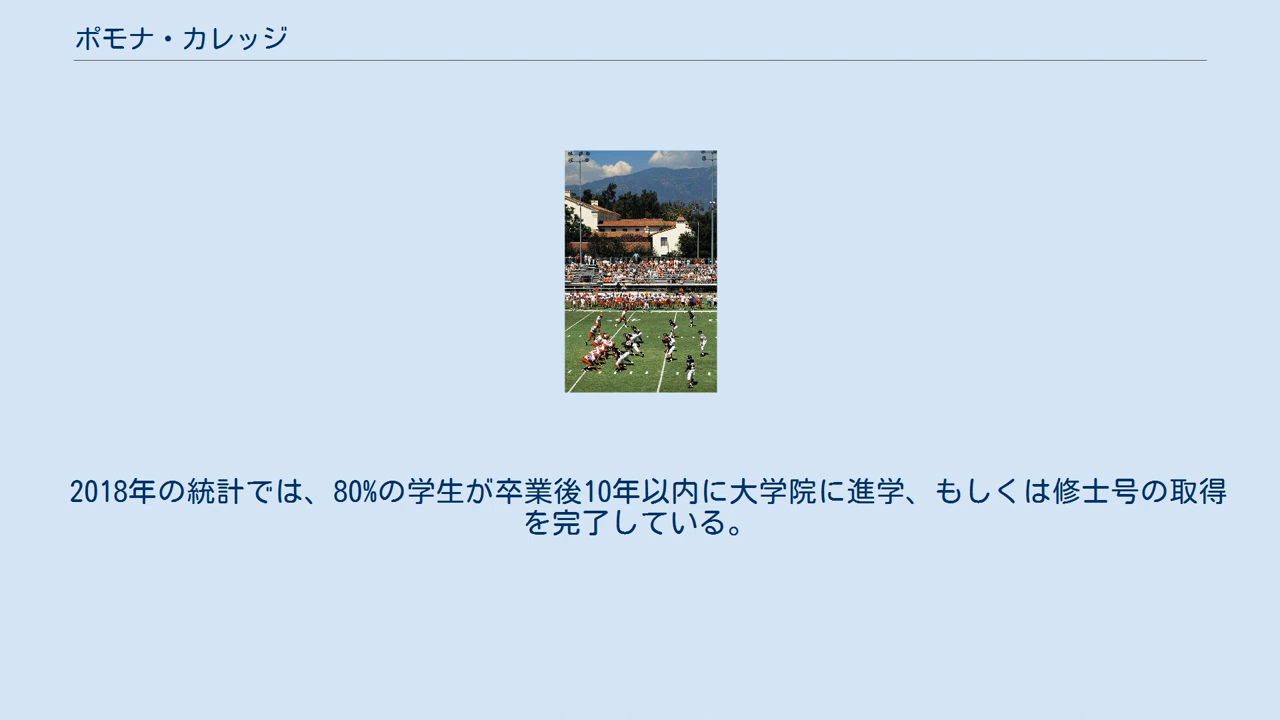 ポモナ・カレッジ
2018年の統計では、80%の学生が卒業後10年以内に大学院に進学、もしくは修士号の取得
を完了している。